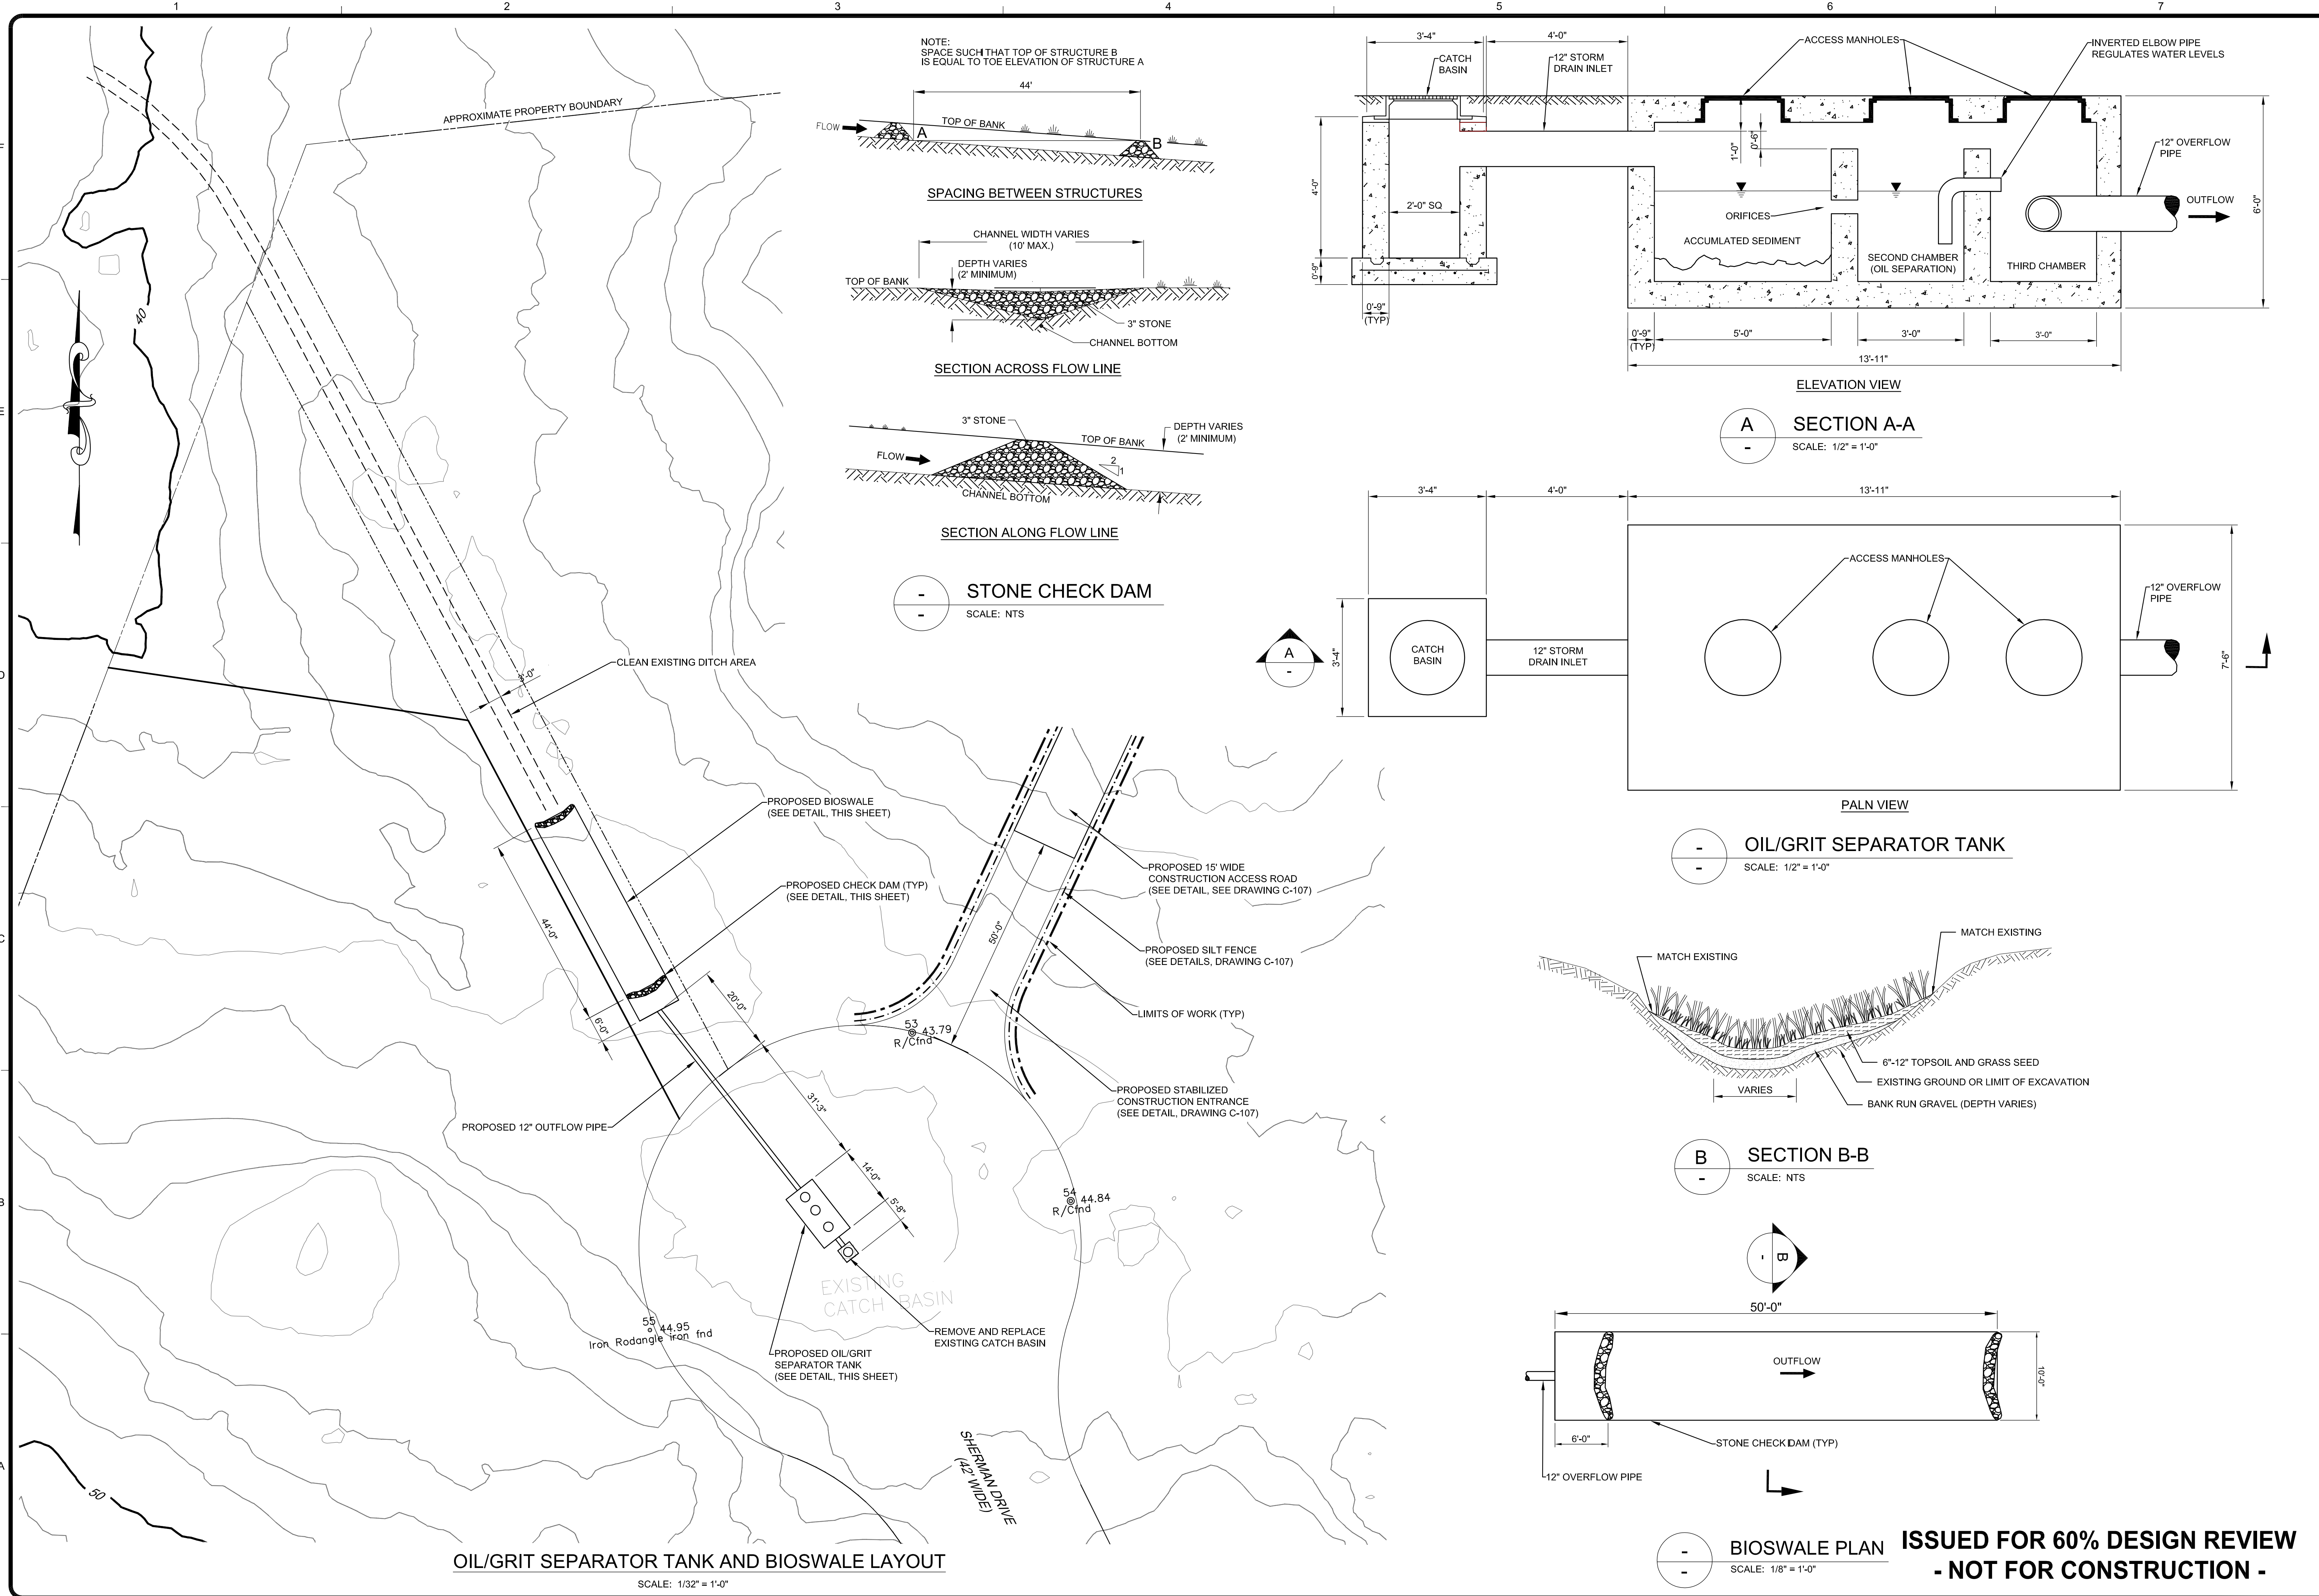 1
2
3
4
5
6
7
F
E
D
C
B
A
NOTE:
SPACE SUCH THAT TOP OF STRUCTURE B
IS EQUAL TO TOE ELEVATION OF STRUCTURE A
44'
FLOW
A
TOP OF BANK
B
SPACING BETWEEN STRUCTURES
CHANNEL WIDTH VARIES
(10' MAX.)
DEPTH VARIES
(2' MINIMUM)
TOP OF BANK
3" STONE
CHANNEL BOTTOM
SECTION ACROSS FLOW LINE
3" STONE
DEPTH VARIES
(2' MINIMUM)
TOP OF BANK
FLOW
2
1
CHANNEL BOTTOM
SECTION ALONG FLOW LINE
-
-
STONE CHECK DAM
SCALE: NTS
APPROXIMATE PROPERTY BOUNDARY
40
CLEAN EXISTING DITCH AREA
3'-0"
PROPOSED BIOSWALE
(SEE DETAIL, THIS SHEET)
PROPOSED CHECK DAM (TYP)
(SEE DETAIL, THIS SHEET)
44'-0"
6'-0"
20'-0"
31'-3"
14'-0"
5'-8"
50'-0"
PROPOSED 15' WIDE
CONSTRUCTION ACCESS ROAD
(SEE DETAIL, SEE DRAWING C-107)
PROPOSED SILT FENCE
(SEE DETAILS, DRAWING C-107)
LIMITS OF WORK (TYP)
53
43.79
R/Cfnd
PROPOSED STABILIZED
CONSTRUCTION ENTRANCE
(SEE DETAIL, DRAWING C-107)
PROPOSED 12" OUTFLOW PIPE
54
44.84
R/Cfnd
EXISTING
CATCH BASIN
55
44.95
Iron Rodangle iron fnd
REMOVE AND REPLACE
EXISTING CATCH BASIN
PROPOSED OIL/GRIT
SEPARATOR TANK
(SEE DETAIL, THIS SHEET)
SHERMAN DRIVE
(42' WIDE)
50
OIL/GRIT SEPARATOR TANK AND BIOSWALE LAYOUT
SCALE: 1/32" = 1'-0"
3'-4"
4'-0"
CATCH
BASIN
12" STORM
DRAIN INLET
ACCESS MANHOLES
INVERTED ELBOW PIPE
REGULATES WATER LEVELS
1'-0"
0'-6"
12" OVERFLOW
PIPE
OUTFLOW
6'-0"
4'-0"
2'-0" SQ
ORIFICES
ACCUMLATED SEDIMENT
SECOND CHAMBER
(OIL SEPARATION)
THIRD CHAMBER
0'-9"
0'-9"
(TYP)
0'-9"
(TYP)
5'-0"
3'-0"
3'-0"
13'-11"
ELEVATION VIEW
A
-
SECTION A-A
SCALE: 1/2" = 1'-0"
3'-4"
4'-0"
13'-11"
ACCESS MANHOLES
12" OVERFLOW
PIPE
A
-
3'-4"
CATCH
BASIN
12" STORM
DRAIN INLET
7'-6"
PALN VIEW
-
-
OIL/GRIT SEPARATOR TANK
SCALE: 1/2" = 1'-0"
MATCH EXISTING
MATCH EXISTING
6"-12" TOPSOIL AND GRASS SEED
EXISTING GROUND OR LIMIT OF EXCAVATION
VARIES
BANK RUN GRAVEL (DEPTH VARIES)
B
-
SECTION B-B
SCALE: NTS
B
-
50'-0"
OUTFLOW
10'-0"
6'-0"
STONE CHECK DAM (TYP)
12" OVERFLOW PIPE
-
-
BIOSWALE PLAN
SCALE: 1/8" = 1'-0"
ISSUED FOR 60% DESIGN REVIEW
- NOT FOR CONSTRUCTION -